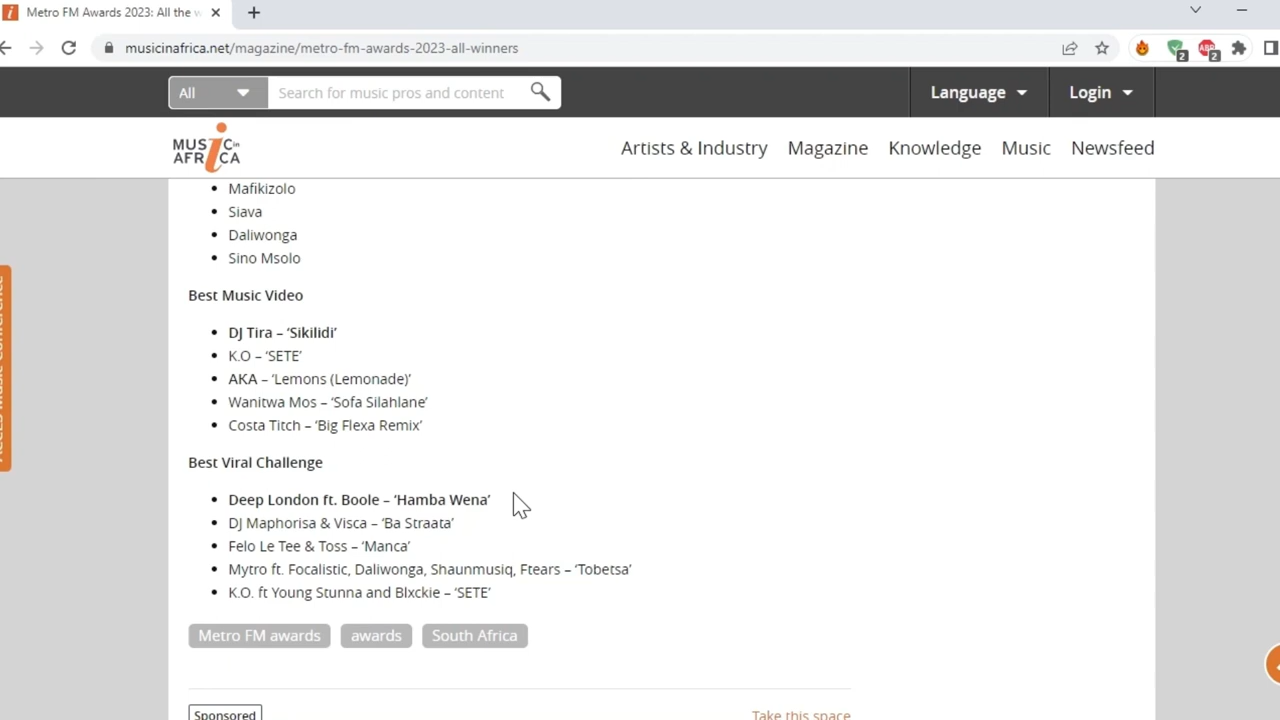 Metro FM Awards 2023: All the w
musicinafrica.net/magazine/metro-fm-awards-2023-all-winners
2
ABP
2
All
Search for music pros and content
Language
Login
MUSiC in
AFRiCA
Artists & Industry
Magazine
Knowledge
Music
Newsfeed
Mafikizolo
Siava
Daliwonga
Sino Msolo
Best Music Video
DJ Tira – ‘Sikilidi’
K.O – ‘SETE’
AKA – ‘Lemons (Lemonade)’
Wanitwa Mos – ‘Sofa Silahlane’
Costa Titch – ‘Big Flexa Remix’
Best Viral Challenge
Deep London ft. Boole – ‘Hamba Wena’
DJ Maphorisa & Visca – ‘Ba Straata’
Felo Le Tee & Toss – ‘Manca’
Mytro ft. Focalistic, Daliwonga, Shaunmusiq, Ftears – ‘Tobetsa’
K.O. ft Young Stunna and Blxckie – ‘SETE’
Metro FM awards
awards
South Africa
Sponsored
Take this space